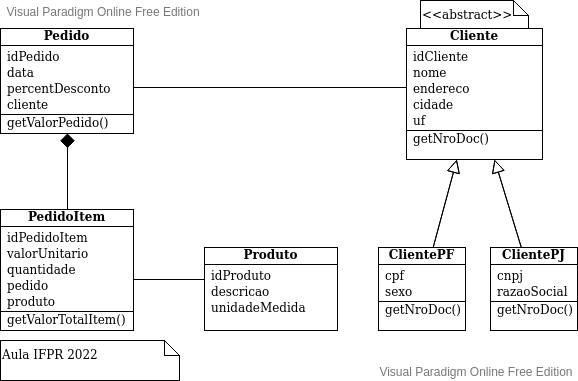 Visual Paradigm Online Free Edition
<<abstract>>
Pedido
idPedido
data
percentDesconto
cliente
getValorPedido()
Cliente
idCliente
nome
endereco
cidade
uf
getNroDoc()
PedidoItem
idPedidoItem
valorUnitario
quantidade
pedido
produto
getValorTotalItem()
Produto
idProduto
descricao
unidadeMedida
ClientePF
cpf
sexo
getNroDoc()
ClientePJ
cnpj
razaoSocial
getNroDoc()
Aula IFPR 2022
Visual Paradigm Online Free Edition